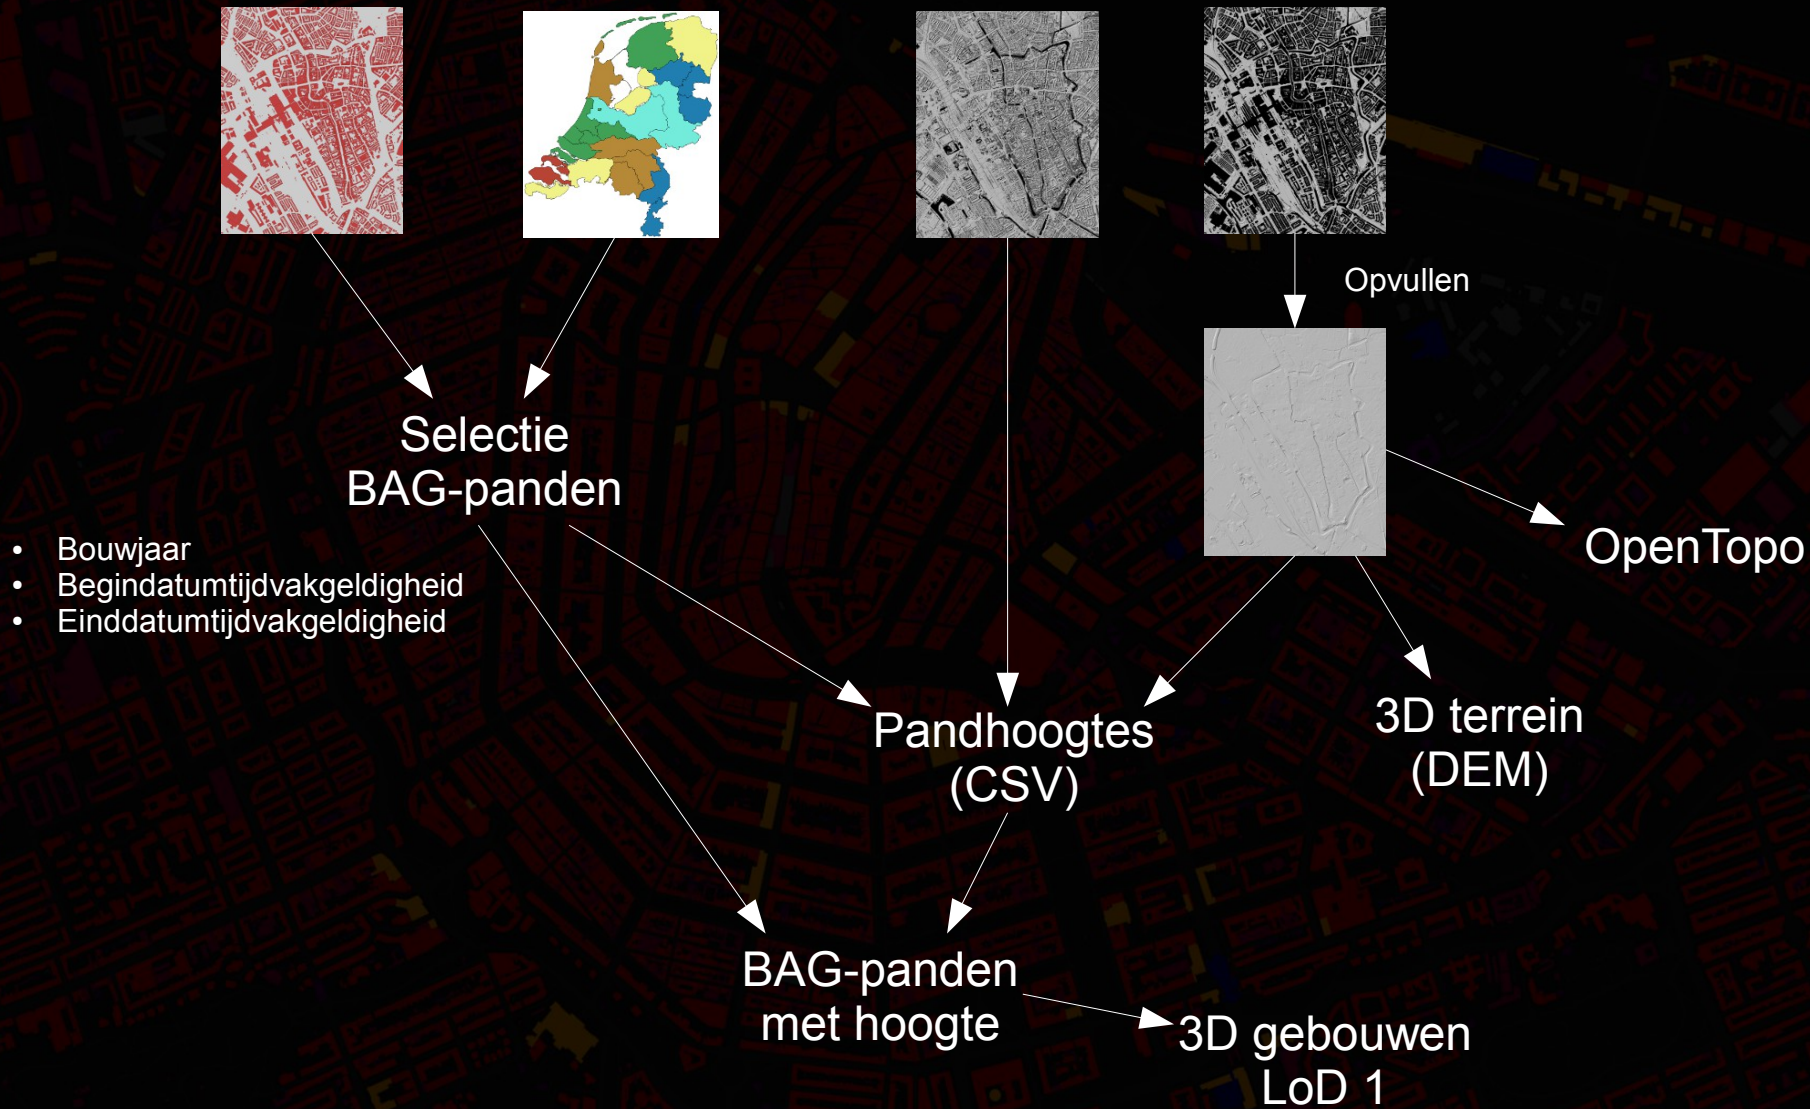 Opvullen
Selectie
BAG-panden
• Bouwjaar
• Begindatumtijdvakgeldigheid
• Einddatumtijdvakgeldigheid
OpenTopo
Pandhoogtes
(CSV)
3D terrein
(DEM)
BAG-panden
met hoogte
3D gebouwen
LoD 1